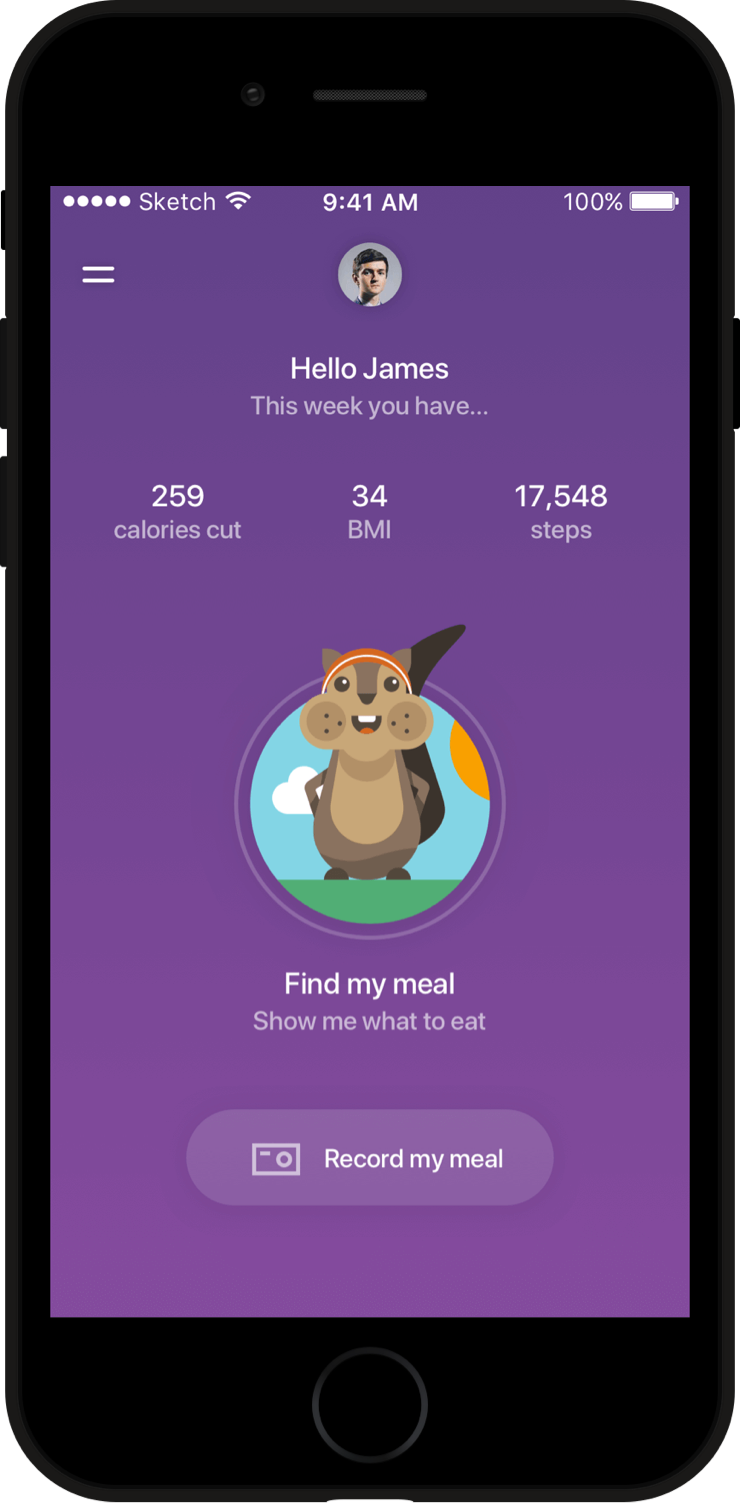 Sketch 9:41 AM 100%
Hello James
This week you have...
259 34 17,548
calories cut BMI steps
Find my meal
Show me what to eat
Record my meal